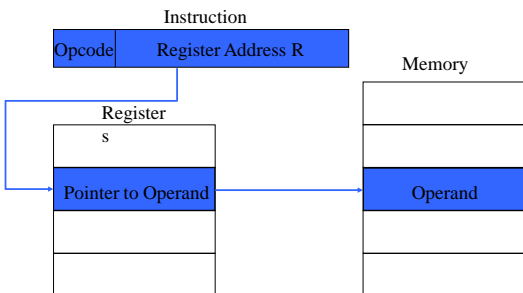 Instruction
Opcode Register Address R
Memory
Register
s
Pointer to Operand Operand